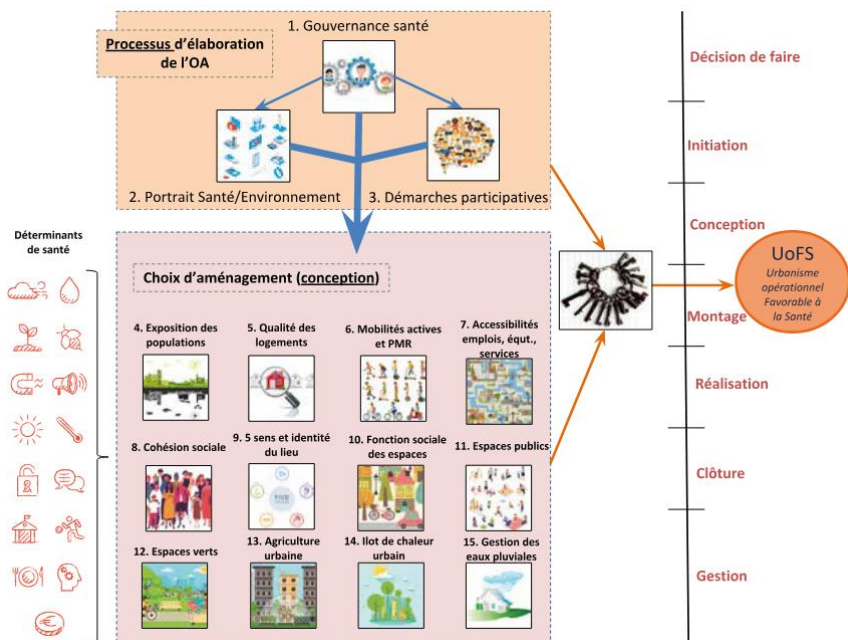 1. Gouvernance santé
Processus d'élaboration
de l'OA
2. Portrait Santé/Environnement
3. Démarches participatives
Déterminants
de santé
Choix d'aménagement (conception)
4. Exposition des
populations
5. Qualité des
logements
6. Mobilités actives
et PMR
7. Accessibilités
emplois, équt.,
services
8. Cohésion sociale
9. 5 sens et identité
du lieu
10. Fonction sociale
des espaces
11. Espaces publics
12. Espaces verts
13. Agriculture
urbaine
14. Ilot de chaleur
urbain
15. Gestion des
eaux pluviales
Décision de faire
Initiation
Conception
Montage
Réalisation
Clôture
Gestion
UoFS
Urbanisme
opérationnel
Favorable à
la Santé